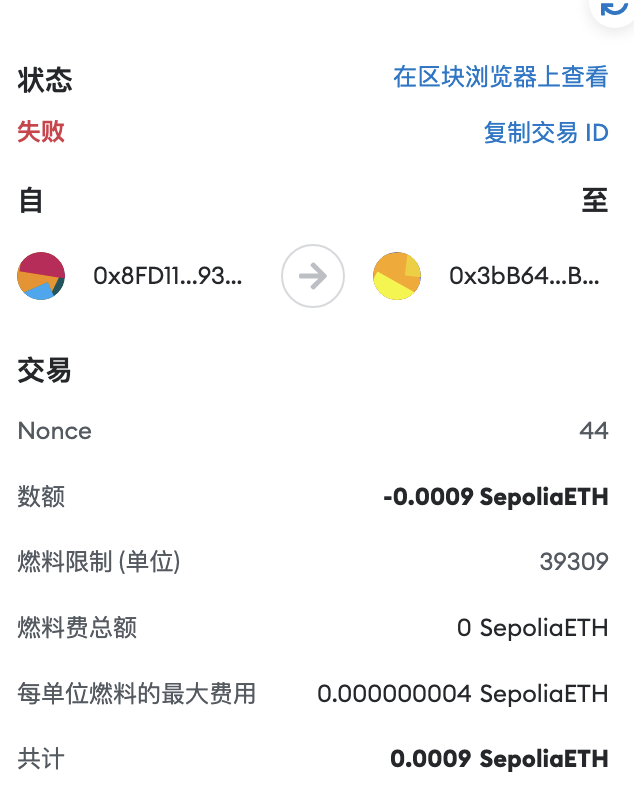 状态
在区块浏览器上查看
失败
复制交易 ID
自
至
0x8FD11...93...
0x3bB64...B...
交易
Nonce
44
数额
-0.0009 SepoliaETH
燃料限制 (单位)
39309
燃料费总额
0 SepoliaETH
每单位燃料的最大费用
0.000000004 SepoliaETH
共计
0.0009 SepoliaETH